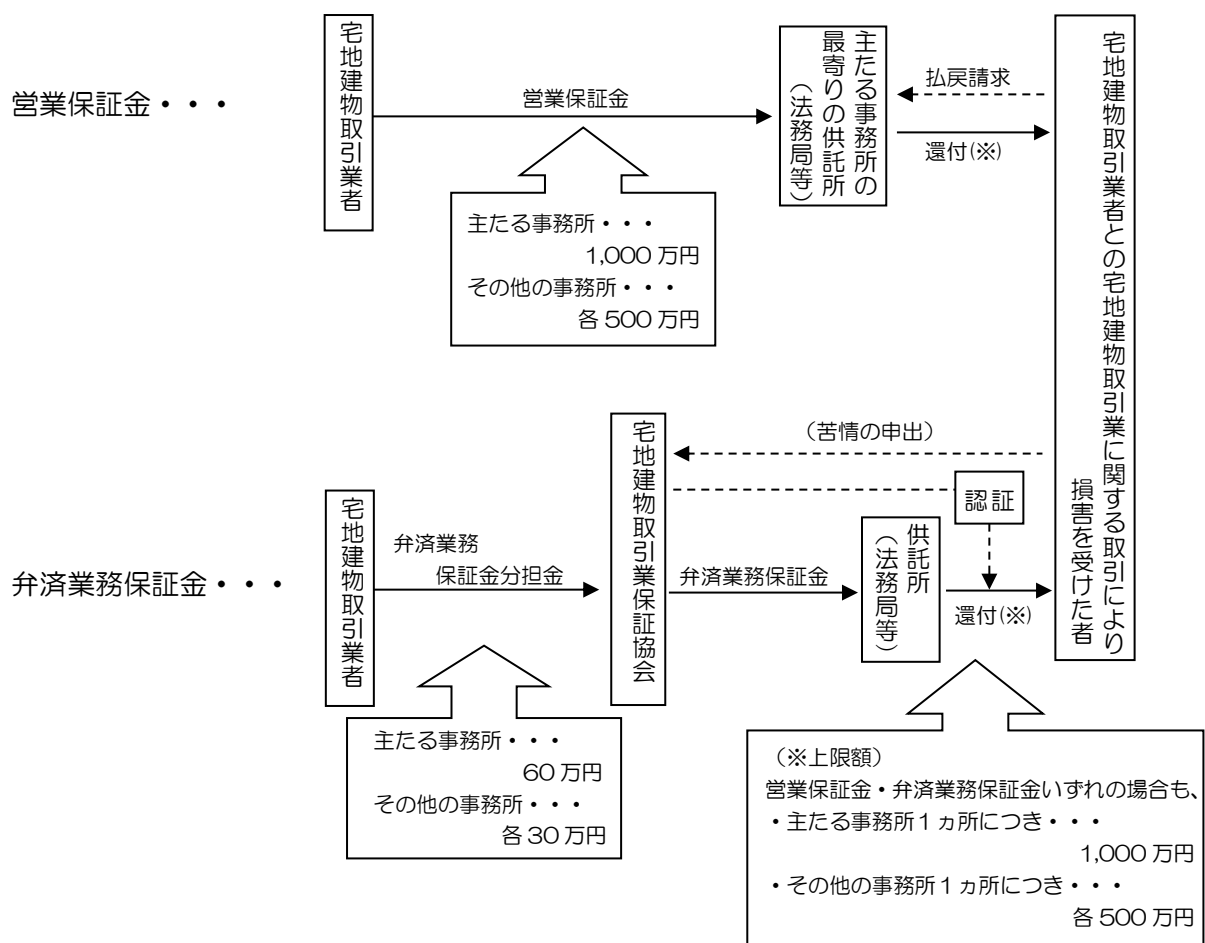 営業保証金・・・
宅地建物取引業者
営業保証金
主たる事務所・・・
1,000万円
その他の事務所・・・
各500万円
主たる事務所の
最寄りの供託所
（法務局等）
払戻請求
還付(※)
宅地建物取引業者との宅地建物取引業に関する取引により
損害を受けた者
弁済業務保証金・・・
宅地建物取引業者
弁済業務
保証金分担金
主たる事務所・・・
60万円
その他の事務所・・・
各30万円
宅地建物取引業保証協会
（苦情の申出）
認証
弁済業務保証金
供託所
（法務局等）
還付(※)
（※上限額）
営業保証金・弁済業務保証金いずれの場合も、
・主たる事務所１ヵ所につき・・・
1,000万円
・その他の事務所１ヵ所につき・・・
各500万円